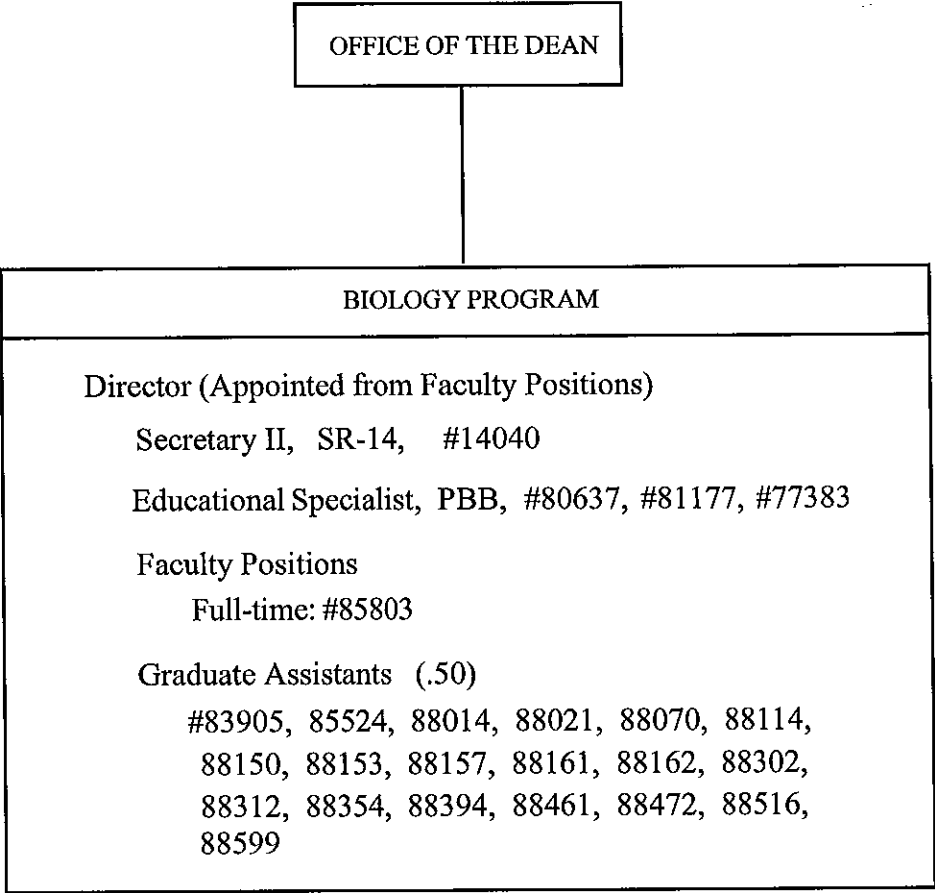 OFFICE OF THE DEAN
BIOLOGY PROGRAM
Director (Appointed from Faculty Positions)
Secretary II, SR-14, #14040
Educational Specialist, PBB, #80637, #81177, #77383
Faculty Positions
Full-time: #85803
Graduate Assistants (.50)
#83905, 85524, 88014, 88021, 88070, 88114,
88150, 88153, 88157, 88161, 88162, 88302,
88312, 88354, 88394, 88461, 88472, 88516,
88599